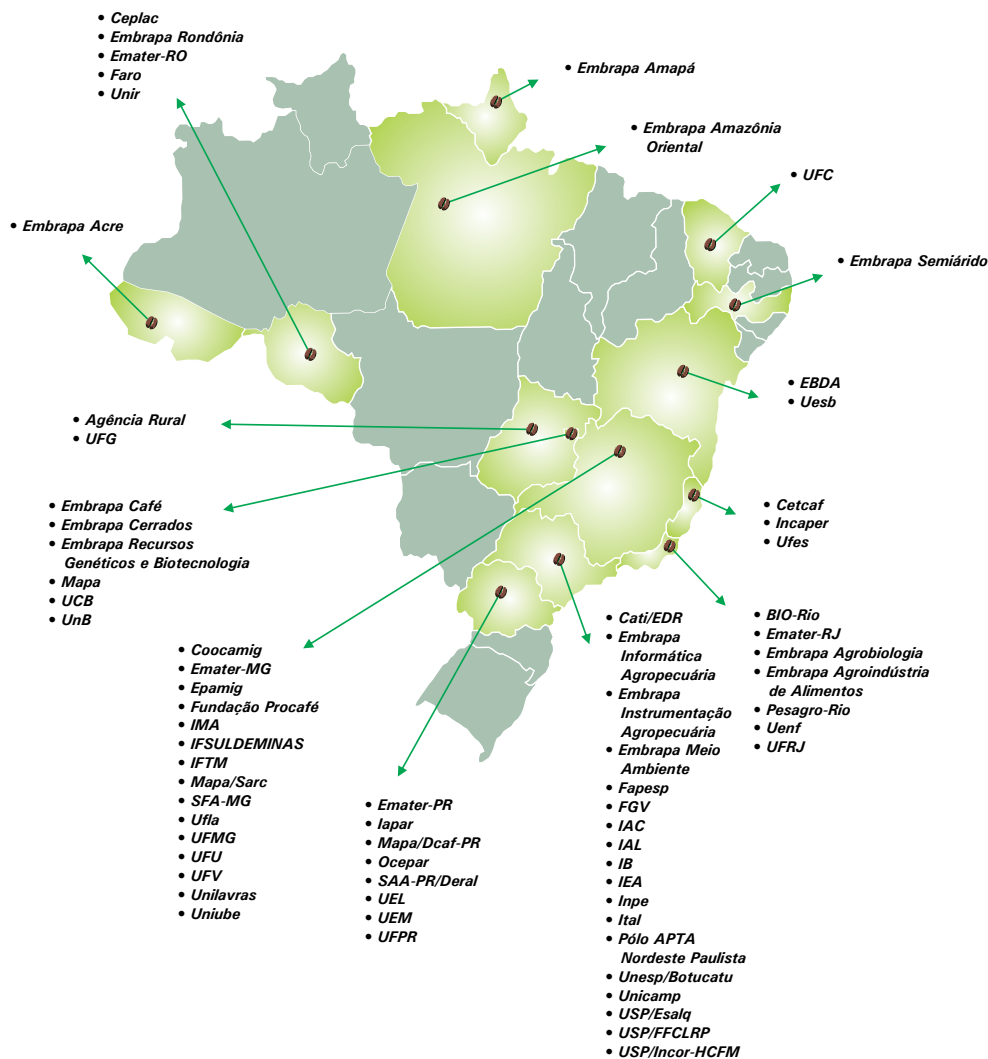 • Ceplac
• Embrapa Rondônia
• Emater-RO
• Faro
• Unir
• Embrapa Amapá
• Embrapa Amazônia
Oriental
• UFC
• Embrapa Acre
• Embrapa Semiárido
• EBDA
• Uesb
• Agência Rural
• UFG
• Embrapa Café
• Embrapa Cerrados
• Embrapa Recursos
Genéticos e Biotecnologia
• Mapa
• UCB
• UnB
• Cetcaf
• Incaper
• Ufes
• Coocamig
• Emater-MG
• Epamig
• Fundação Procafé
• IMA
• IFSULDEMINAS
• IFTM
• Mapa/Sarc
• SFA-MG
• Ufla
• UFMG
• UFU
• UFV
• Unilavras
• Uniube
• Emater-PR
• Iapar
• Mapa/Dcaf-PR
• Ocepar
• SAA-PR/Deral
• UEL
• UEM
• UFPR
• Cati/EDR
• Embrapa
Informática
Agropecuária
• Embrapa
Instrumentação
Agropecuária
• Embrapa Meio
Ambiente
• Fapesp
• FGV
• IAC
• IAL
• IB
• IEA
• Inpe
• Ital
• Pólo APTA
Nordeste Paulista
• Unesp/Botucatu
• Unicamp
• USP/Esalq
• USP/FFCLRP
• USP/Incor-HCFM
• BIO-Rio
• Emater-RJ
• Embrapa Agrobiologia
• Embrapa Agroindústria
de Alimentos
• Pesagro-Rio
• Uenf
• UFRJ